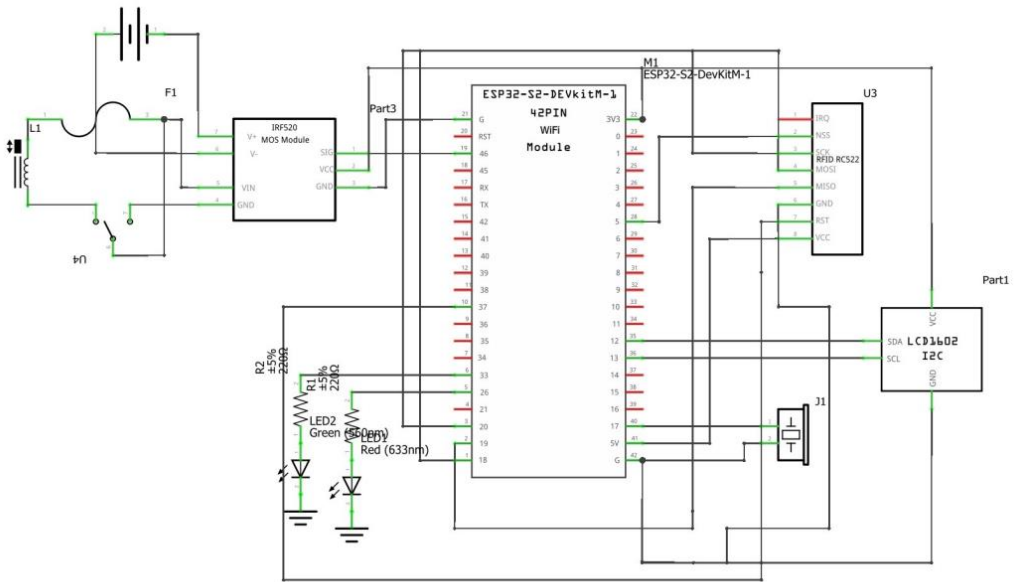 F1
L1
Part3
IRF520
MOS Module
V+
V-
VIN
GND
SIG
VCC
GND
U4
M1
ESP32-S2-DevKitM-1
ESP32-S2-DEVkitM-1
42PIN
WiFi
Module
G
RST
46
45
RX
TX
42
41
40
39
38
37
36
35
34
33
26
21
20
19
18
3V3
0
1
2
3
4
5
6
7
8
9
10
11
12
13
14
15
16
17
5V
G
U3
RFID RC522
IRQ
NSS
SCK
MOSI
MISO
GND
RST
VCC
Part1
LCD1602
I2C
VCC
SDA
SCL
GND
J1
R2
±5%
220Ω
R1
±5%
220Ω
LED2
Green (560nm)
LED1
Red (633nm)